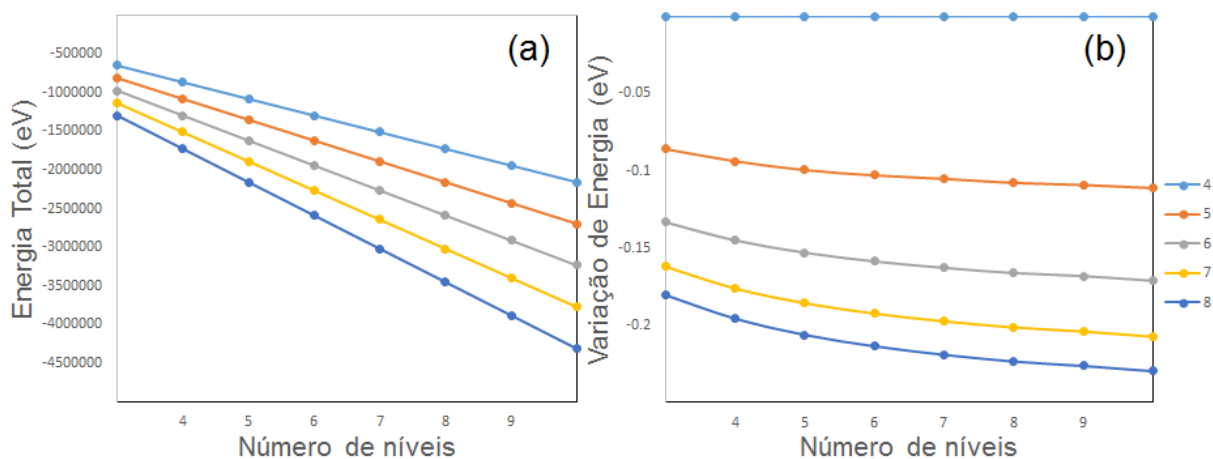 (a)
Energia Total (eV)
-500000
-1000000
-1500000
-2000000
-2500000
-3000000
-3500000
-4000000
-4500000
4 5 6 7 8 9
Número de níveis
(b)
Variação de Energia (eV)
-0.05
-0.1
-0.15
-0.2
4 5 6 7 8 9
Número de níveis
4
5
6
7
8